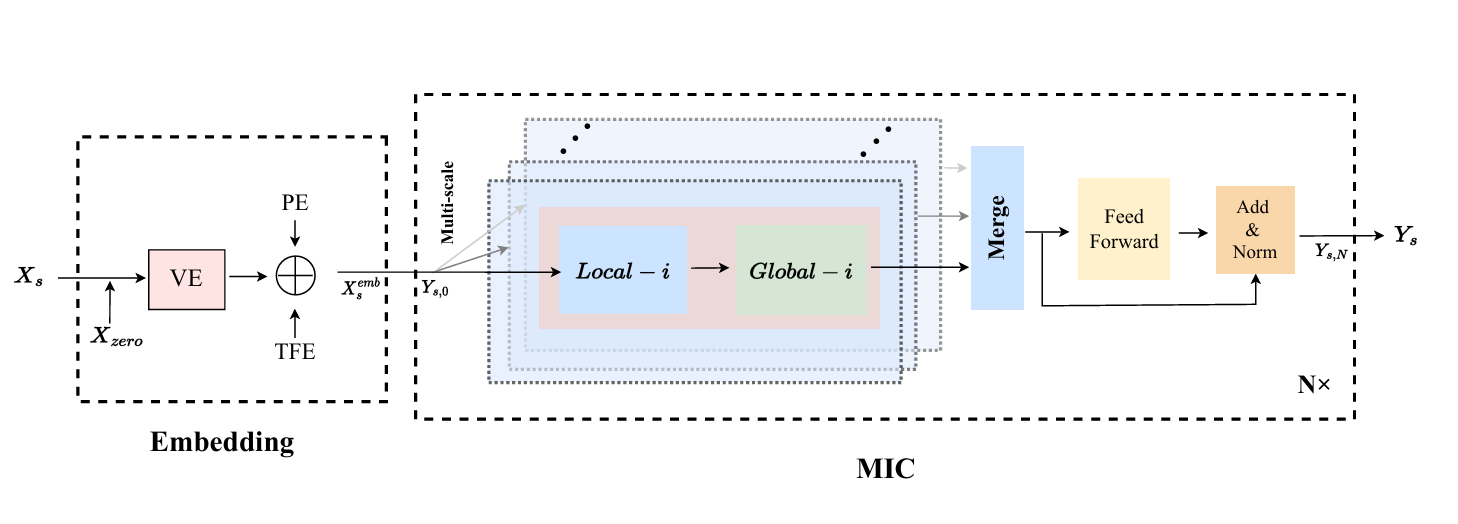 X_s
X_{zero}
VE
PE
TFE
X_s^{emb}
Embedding
Multi-scale
Y_{s,0}
Local − i
Global − i
Merge
Feed
Forward
Add
&
Norm
Y_{s,N}
Y_s
N×
MIC